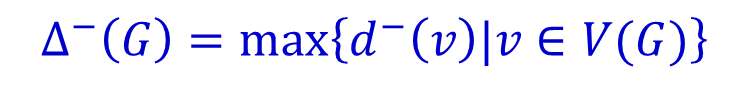 Δ⁻(G) = max{d⁻(v)|v ∈ V(G)}